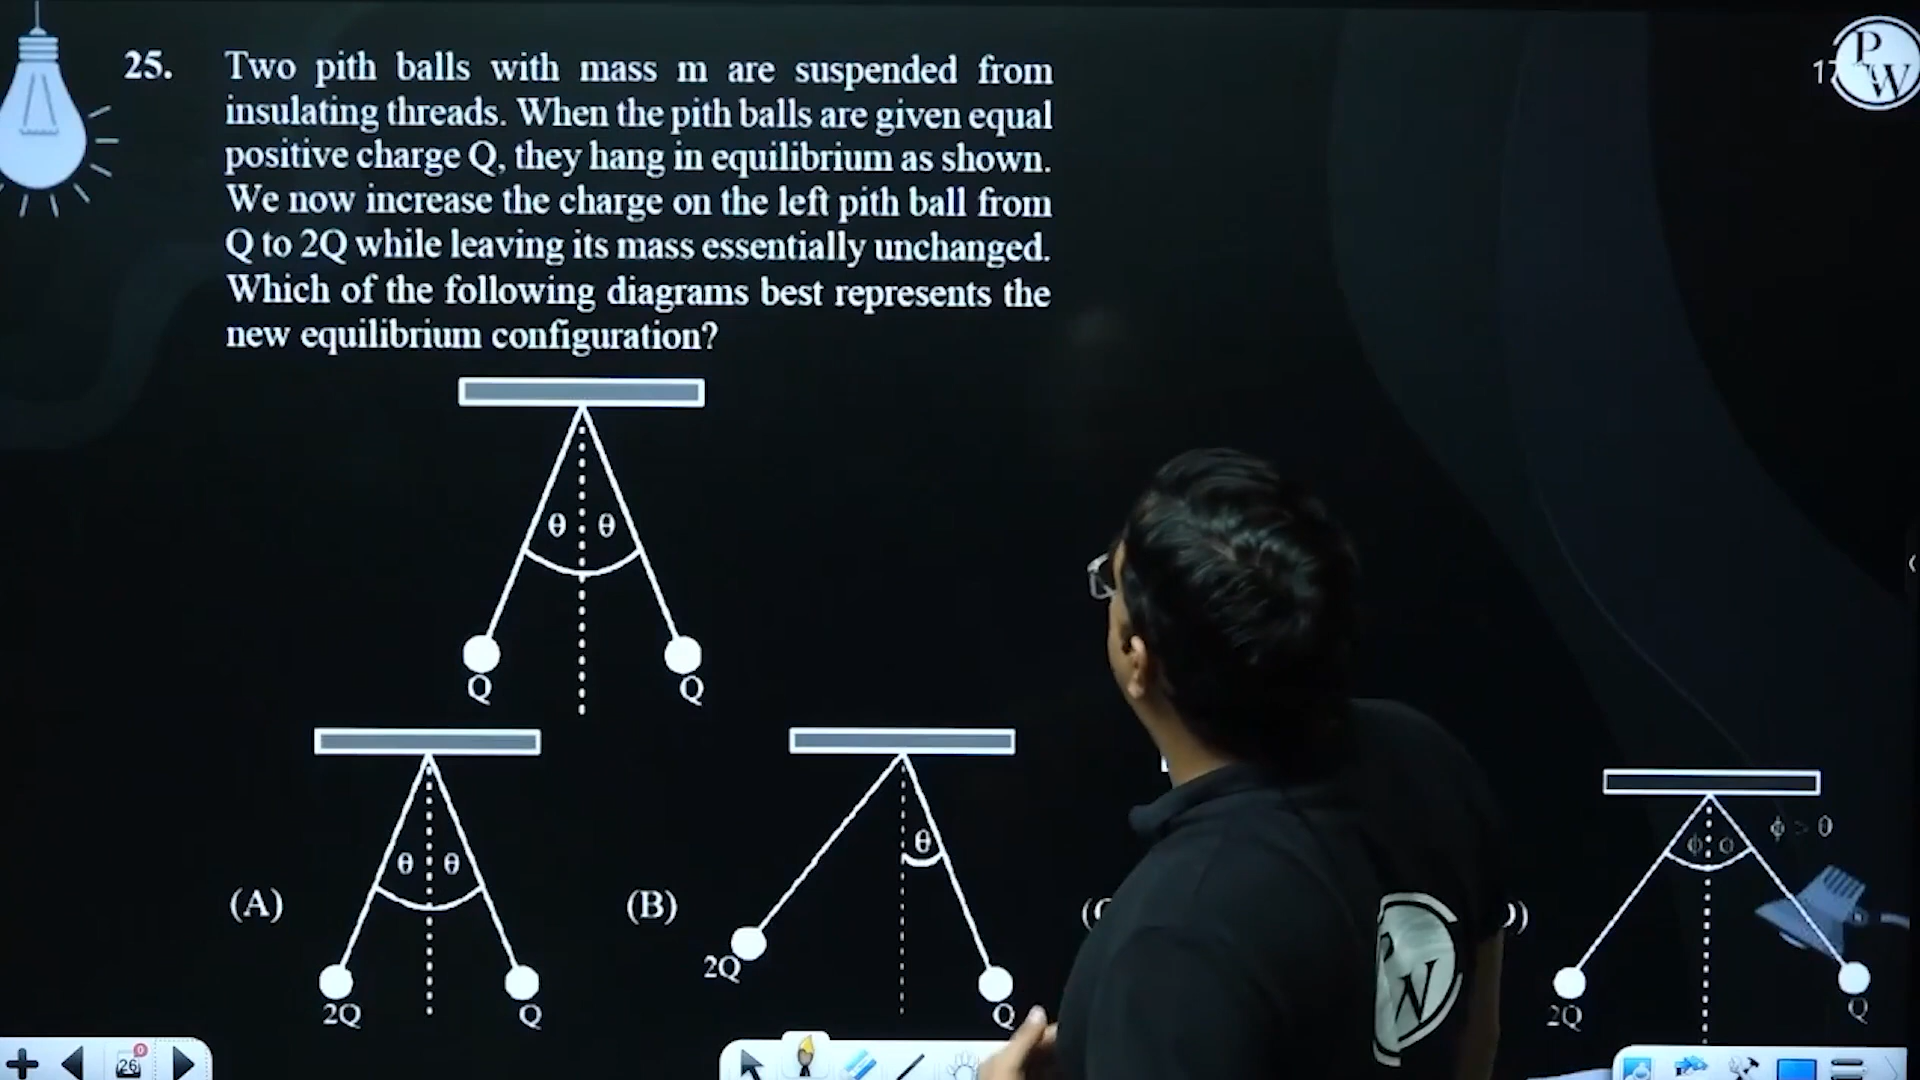 25. Two pith balls with mass m are suspended from
insulating threads. When the pith balls are given equal
positive charge Q, they hang in equilibrium as shown.
We now increase the charge on the left pith ball from
Q to 2Q while leaving its mass essentially unchanged.
Which of the following diagrams best represents the
new equilibrium configuration?
P
W
17
θ θ
Q Q
(A)
θ θ
2Q Q
(B)
θ
2Q Q
ϕ > θ
ϕ
2Q Q
26
0